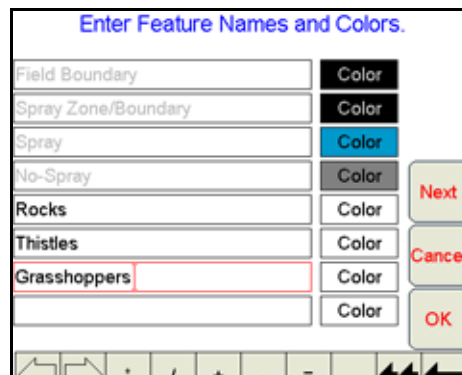 Enter Feature Names and Colors.
Field Boundary Color
Spray Zone/Boundary Color
Spray Color
No-Spray Color
Next
Rocks Color
Thistles Color
Cancel
Grasshoppers Color
Color
OK